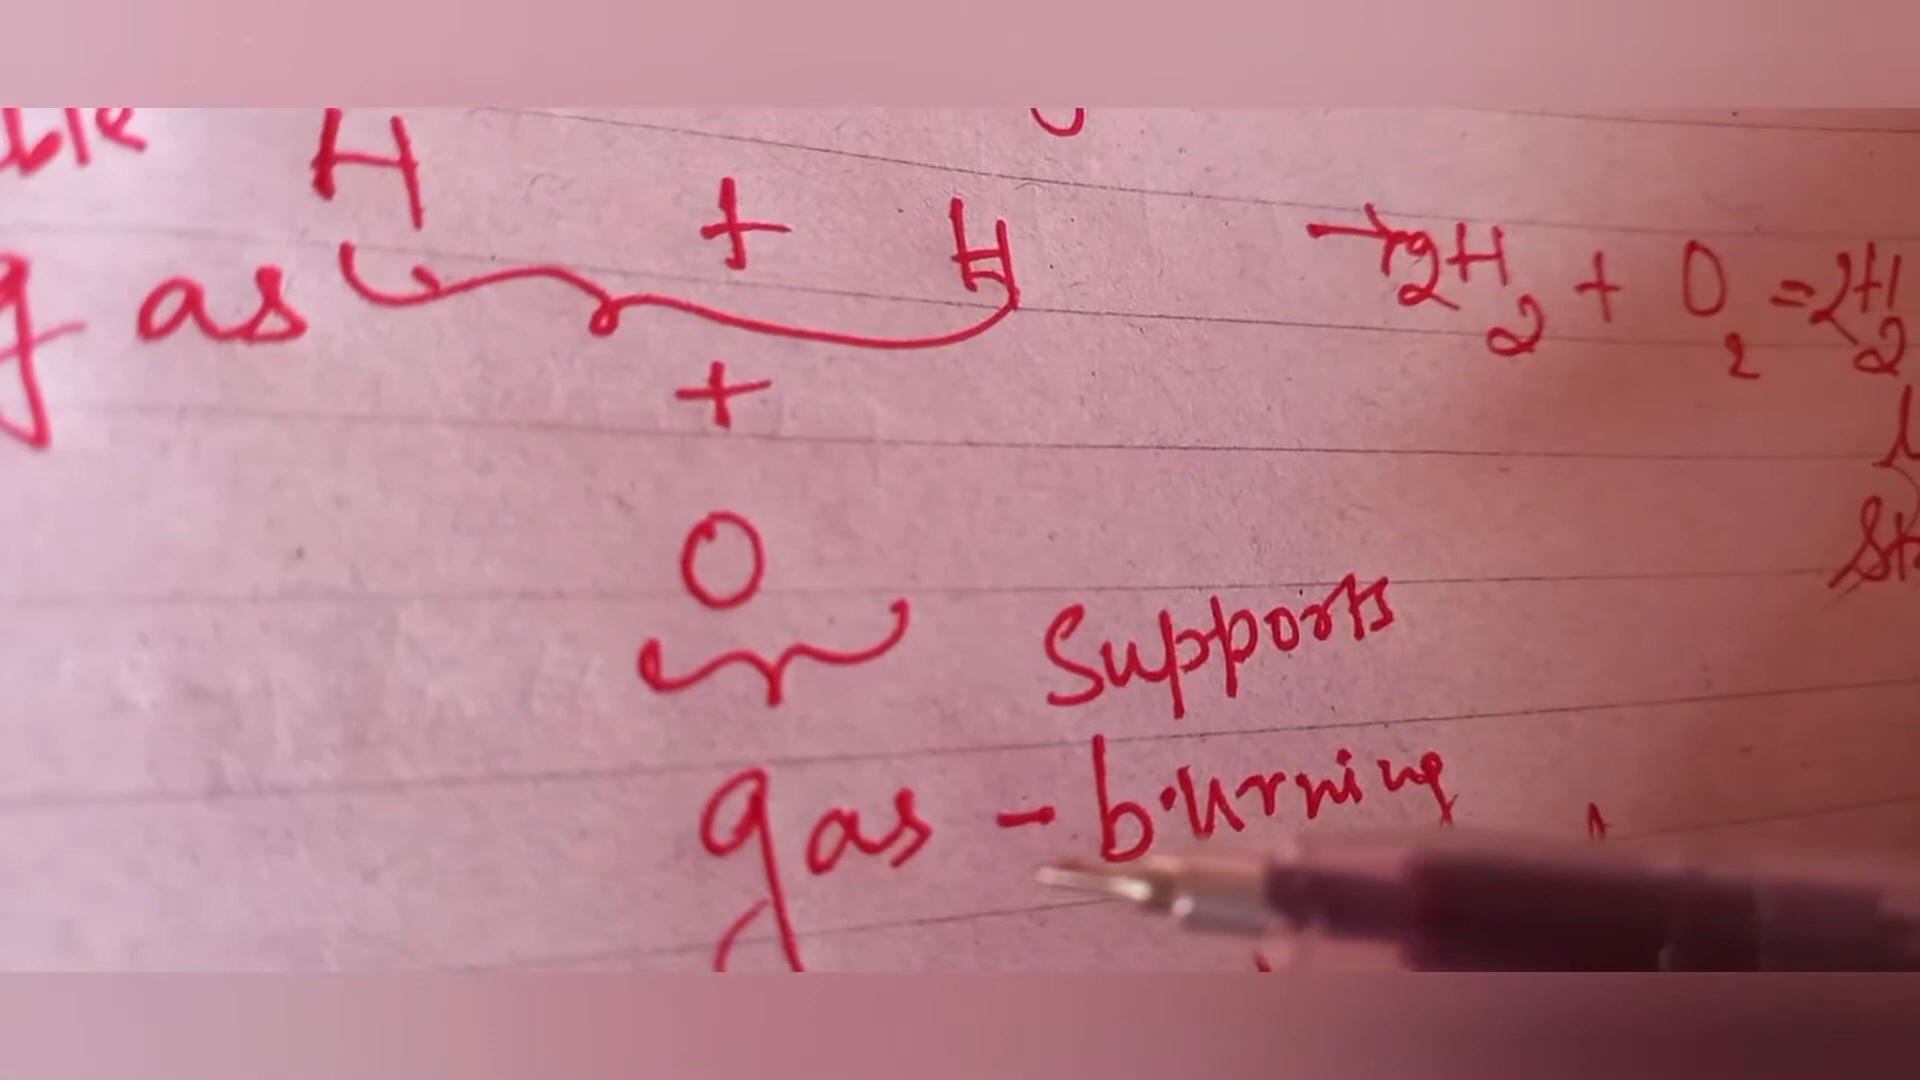 H + H
gas
→ 2H₂ + O₂ = 2H₂
+
O
Supports
gas - burning